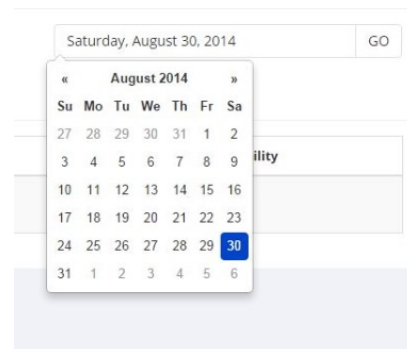 Saturday, August 30, 2014 GO
« August 2014 »
Su Mo Tu We Th Fr Sa
27 28 29 30 31 1 2
3 4 5 6 7 8 9
ility
10 11 12 13 14 15 16
17 18 19 20 21 22 23
24 25 26 27 28 29 30
31 1 2 3 4 5 6